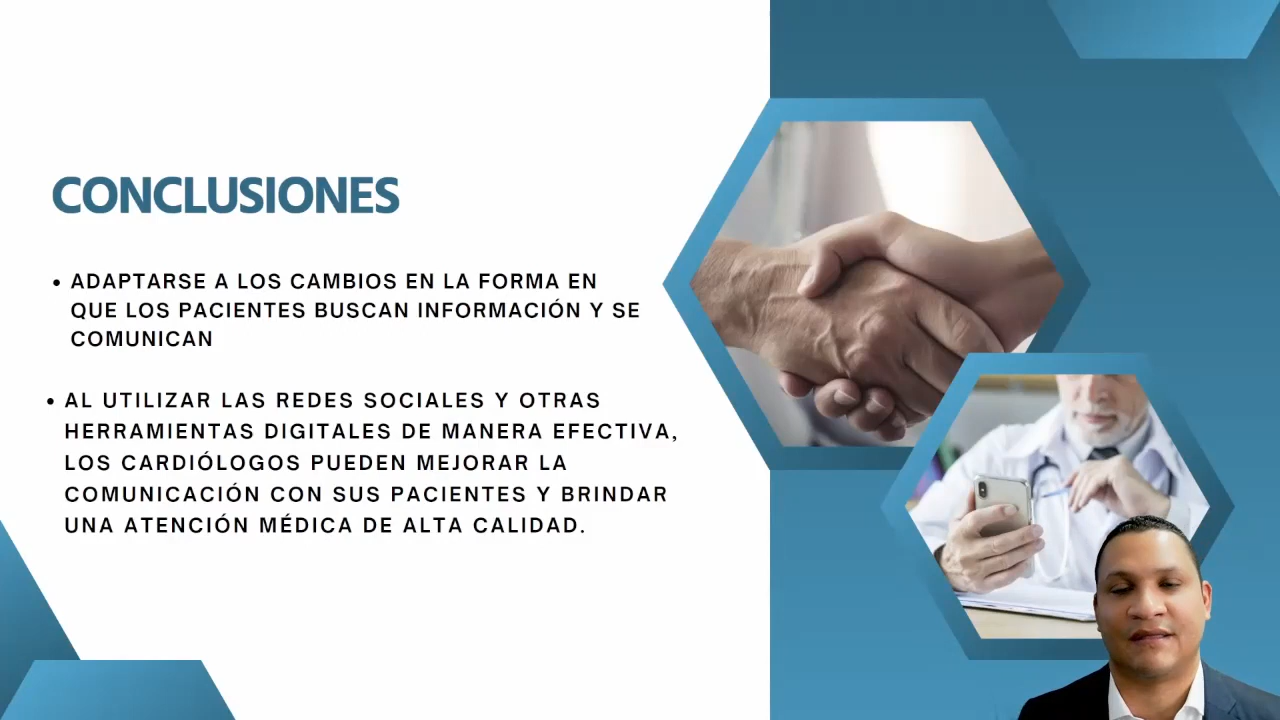 CONCLUSIONES
• ADAPTARSE A LOS CAMBIOS EN LA FORMA EN
QUE LOS PACIENTES BUSCAN INFORMACIÓN Y SE
COMUNICAN
• AL UTILIZAR LAS REDES SOCIALES Y OTRAS
HERRAMIENTAS DIGITALES DE MANERA EFECTIVA,
LOS CARDIÓLOGOS PUEDEN MEJORAR LA
COMUNICACIÓN CON SUS PACIENTES Y BRINDAR
UNA ATENCIÓN MÉDICA DE ALTA CALIDAD.